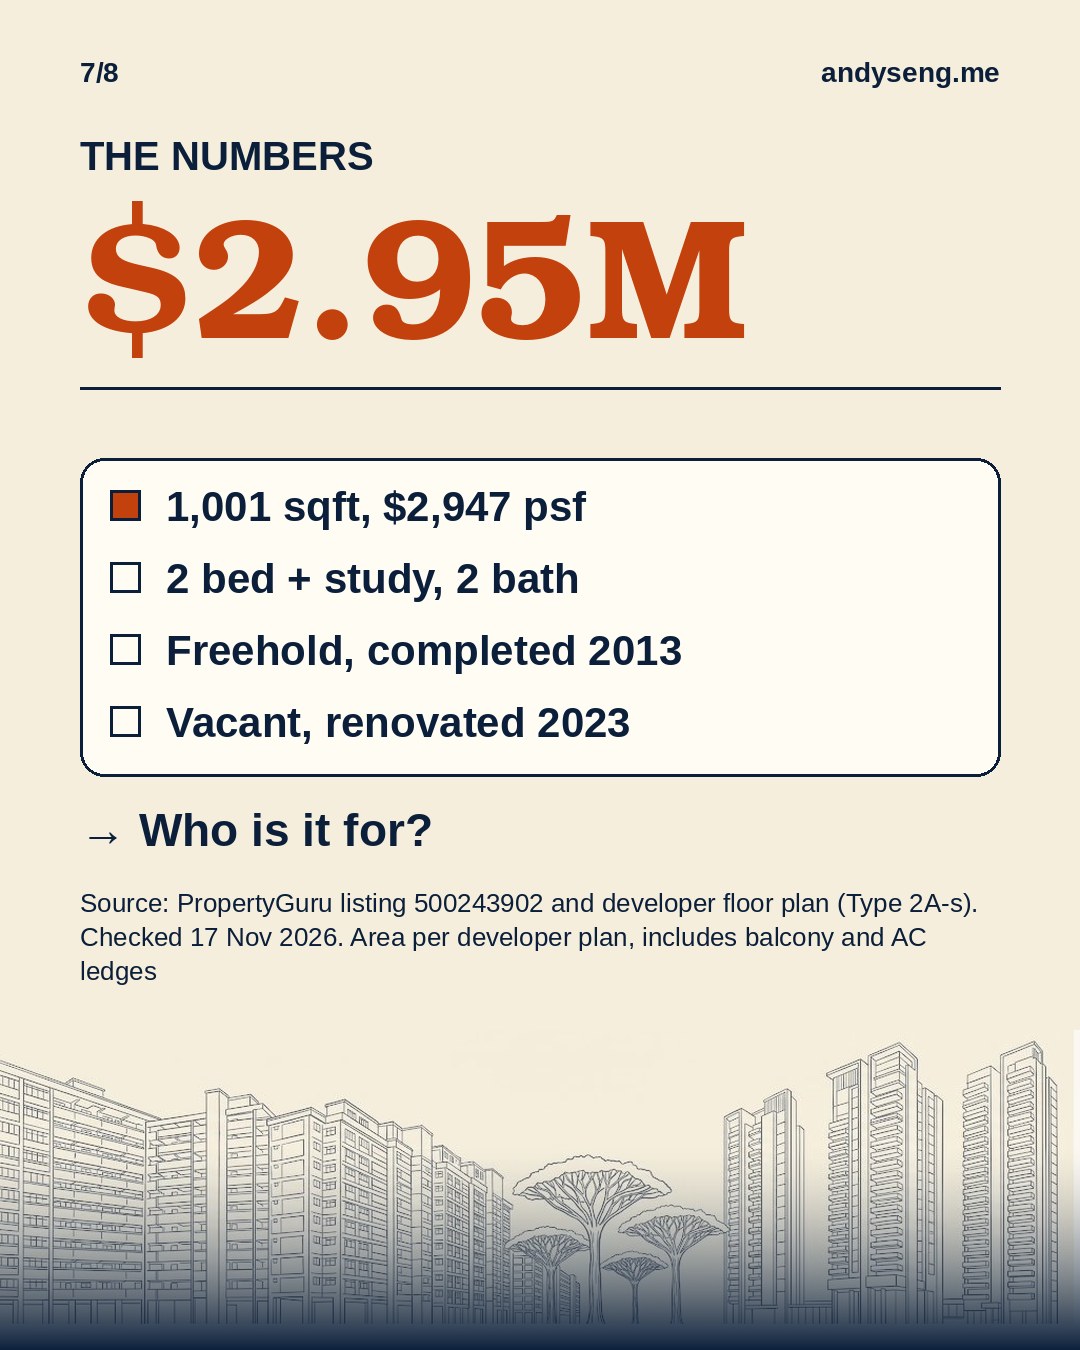 7/8
andyseng.me
THE NUMBERS
$2.95M
1,001 sqft, $2,947 psf
2 bed + study, 2 bath
Freehold, completed 2013
Vacant, renovated 2023
→ Who is it for?
Source: PropertyGuru listing 500243902 and developer floor plan (Type 2A-s).
Checked 17 Nov 2026. Area per developer plan, includes balcony and AC
ledges